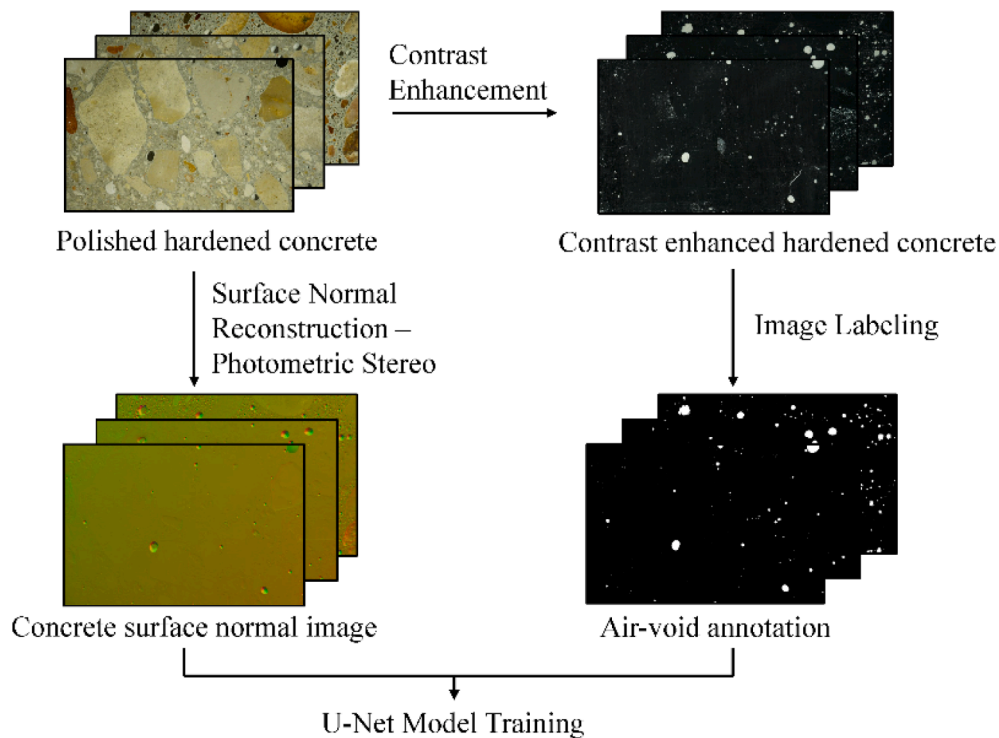 Contrast
Enhancement
Polished hardened concrete
Contrast enhanced hardened concrete
Surface Normal
Reconstruction –
Photometric Stereo
Image Labeling
Concrete surface normal image
Air-void annotation
U-Net Model Training